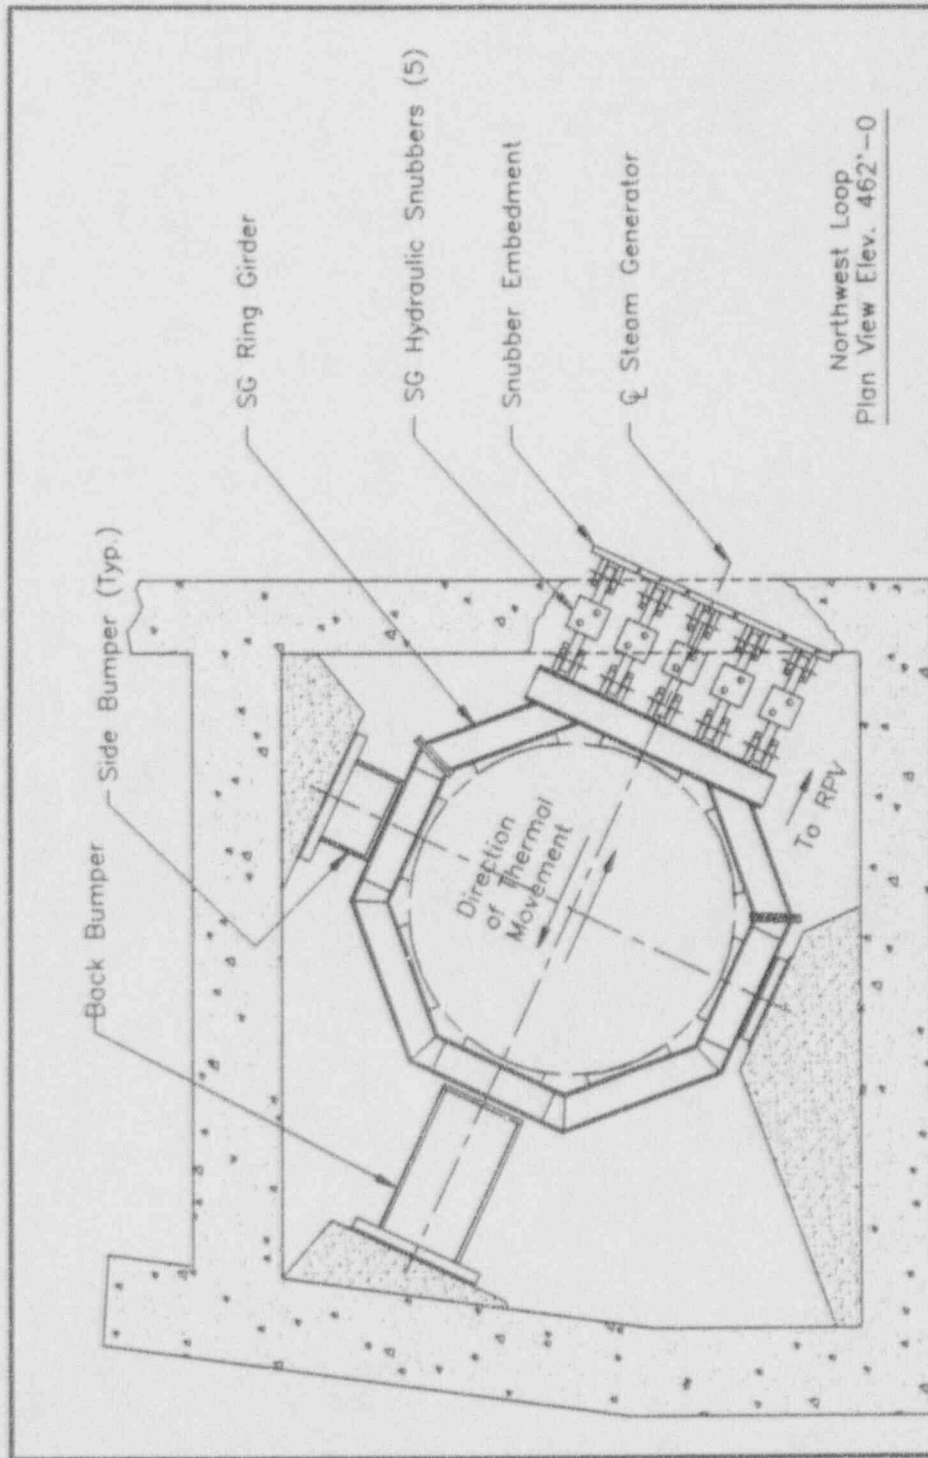 Back Bumper
Side Bumper (Typ.)
SG Ring Girder
SG Hydraulic Snubbers (5)
Snubber Embedment
℄ Steam Generator
Direction
of Thermal
Movement
To RPV
Northwest Loop
Plan View Elev. 462'-0